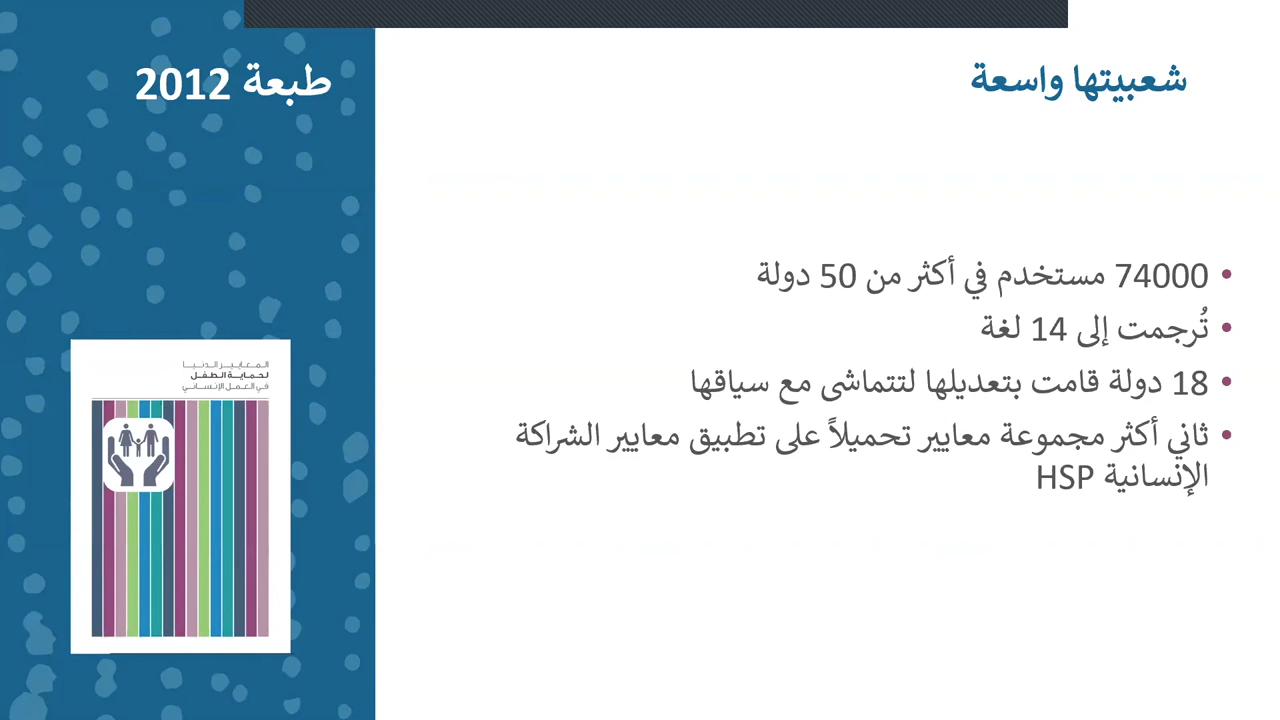 شعبيتها واسعة
74000 مستخدم في أكثر من 50 دولة
تُرجمت إلى 14 لغة
18 دولة قامت بتعديلها لتتماشى مع سياقها
ثاني أكثر مجموعة معايير تحميلاً على تطبيق معايير الشراكة
الإنسانية HSP
طبعة 2012
المعايير الدنيا
لحماية الطفل
في العمل الإنساني